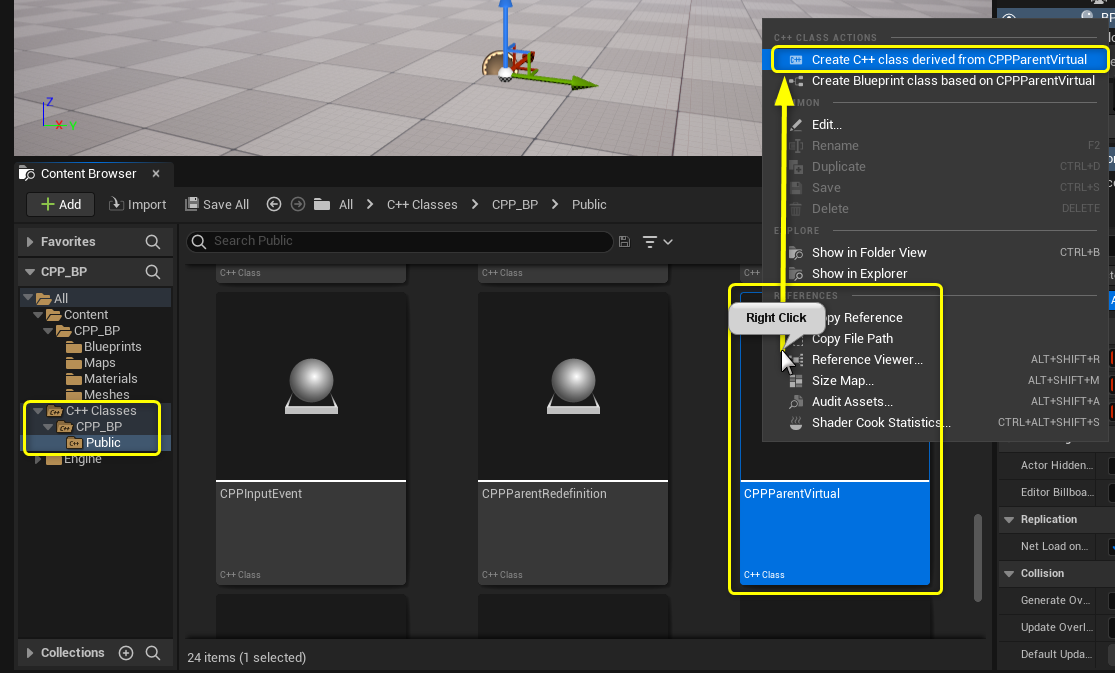 C++ CLASS ACTIONS
Create C++ class derived from CPPParentVirtual
Create Blueprint class based on CPPParentVirtual
Edit...
Rename F2
Duplicate CTRL+D
Save CTRL+S
Delete DELETE
Show in Folder View CTRL+B
Show in Explorer
REFERENCES
Right Click
Copy File Path
Reference Viewer... ALT+SHIFT+R
Size Map... ALT+SHIFT+M
Audit Assets... ALT+SHIFT+A
Shader Cook Statistics... CTRL+ALT+SHIFT+S
Z
X Y
Content Browser
Add
Import
Save All
All
C++ Classes
CPP_BP
Public
Favorites
CPP_BP
All
Content
CPP_BP
Blueprints
Maps
Materials
Meshes
C++ Classes
CPP_BP
Public
Engine
Collections
Search Public
C++ Class
C++ Class
C++
CPPInputEvent
C++ Class
CPPParentRedefinition
C++ Class
CPPParentVirtual
C++ Class
24 items (1 selected)
Actor Hidden...
Editor Billboa...
Replication
Net Load on...
Collision
Generate Ov...
Update Overl...
Default Upda...